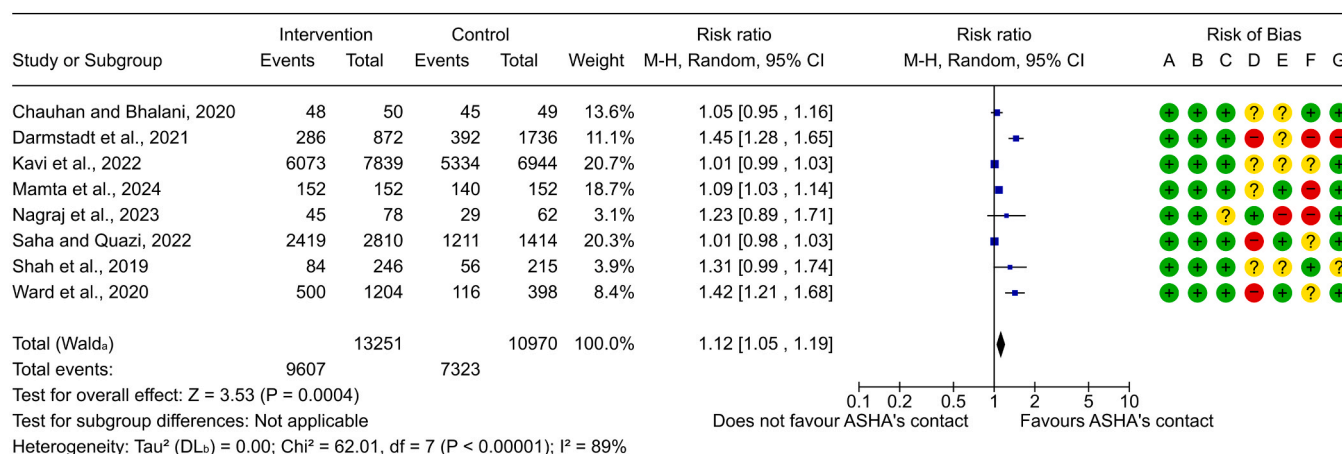 Intervention Control Risk ratio Risk ratio Risk of Bias
Study or Subgroup Events Total Events Total Weight M-H, Random, 95% CI M-H, Random, 95% CI A B C D E F G
Chauhan and Bhalani, 2020 48 50 45 49 13.6% 1.05 [0.95 , 1.16] + + + ? ? + +
Darmstadt et al., 2021 286 872 392 1736 11.1% 1.45 [1.28 , 1.65] + + + − ? − −
Kavi et al., 2022 6073 7839 5334 6944 20.7% 1.01 [0.99 , 1.03] + + + ? ? ? +
Mamta et al., 2024 152 152 140 152 18.7% 1.09 [1.03 , 1.14] + + + ? + − +
Nagraj et al., 2023 45 78 29 62 3.1% 1.23 [0.89 , 1.71] + + ? + − − +
Saha and Quazi, 2022 2419 2810 1211 1414 20.3% 1.01 [0.98 , 1.03] + + + − + ? +
Shah et al., 2019 84 246 56 215 3.9% 1.31 [0.99 , 1.74] + + + ? ? + ?
Ward et al., 2020 500 1204 116 398 8.4% 1.42 [1.21 , 1.68] + + + − + ? +
Total (Walda) 13251 10970 100.0% 1.12 [1.05 , 1.19]
Total events: 9607 7323
Test for overall effect: Z = 3.53 (P = 0.0004) 0.1 0.2 0.5 1 2 5 10
Test for subgroup differences: Not applicable Does not favour ASHA's contact Favours ASHA's contact
Heterogeneity: Tau² (DLb) = 0.00; Chi² = 62.01, df = 7 (P < 0.00001); I² = 89%